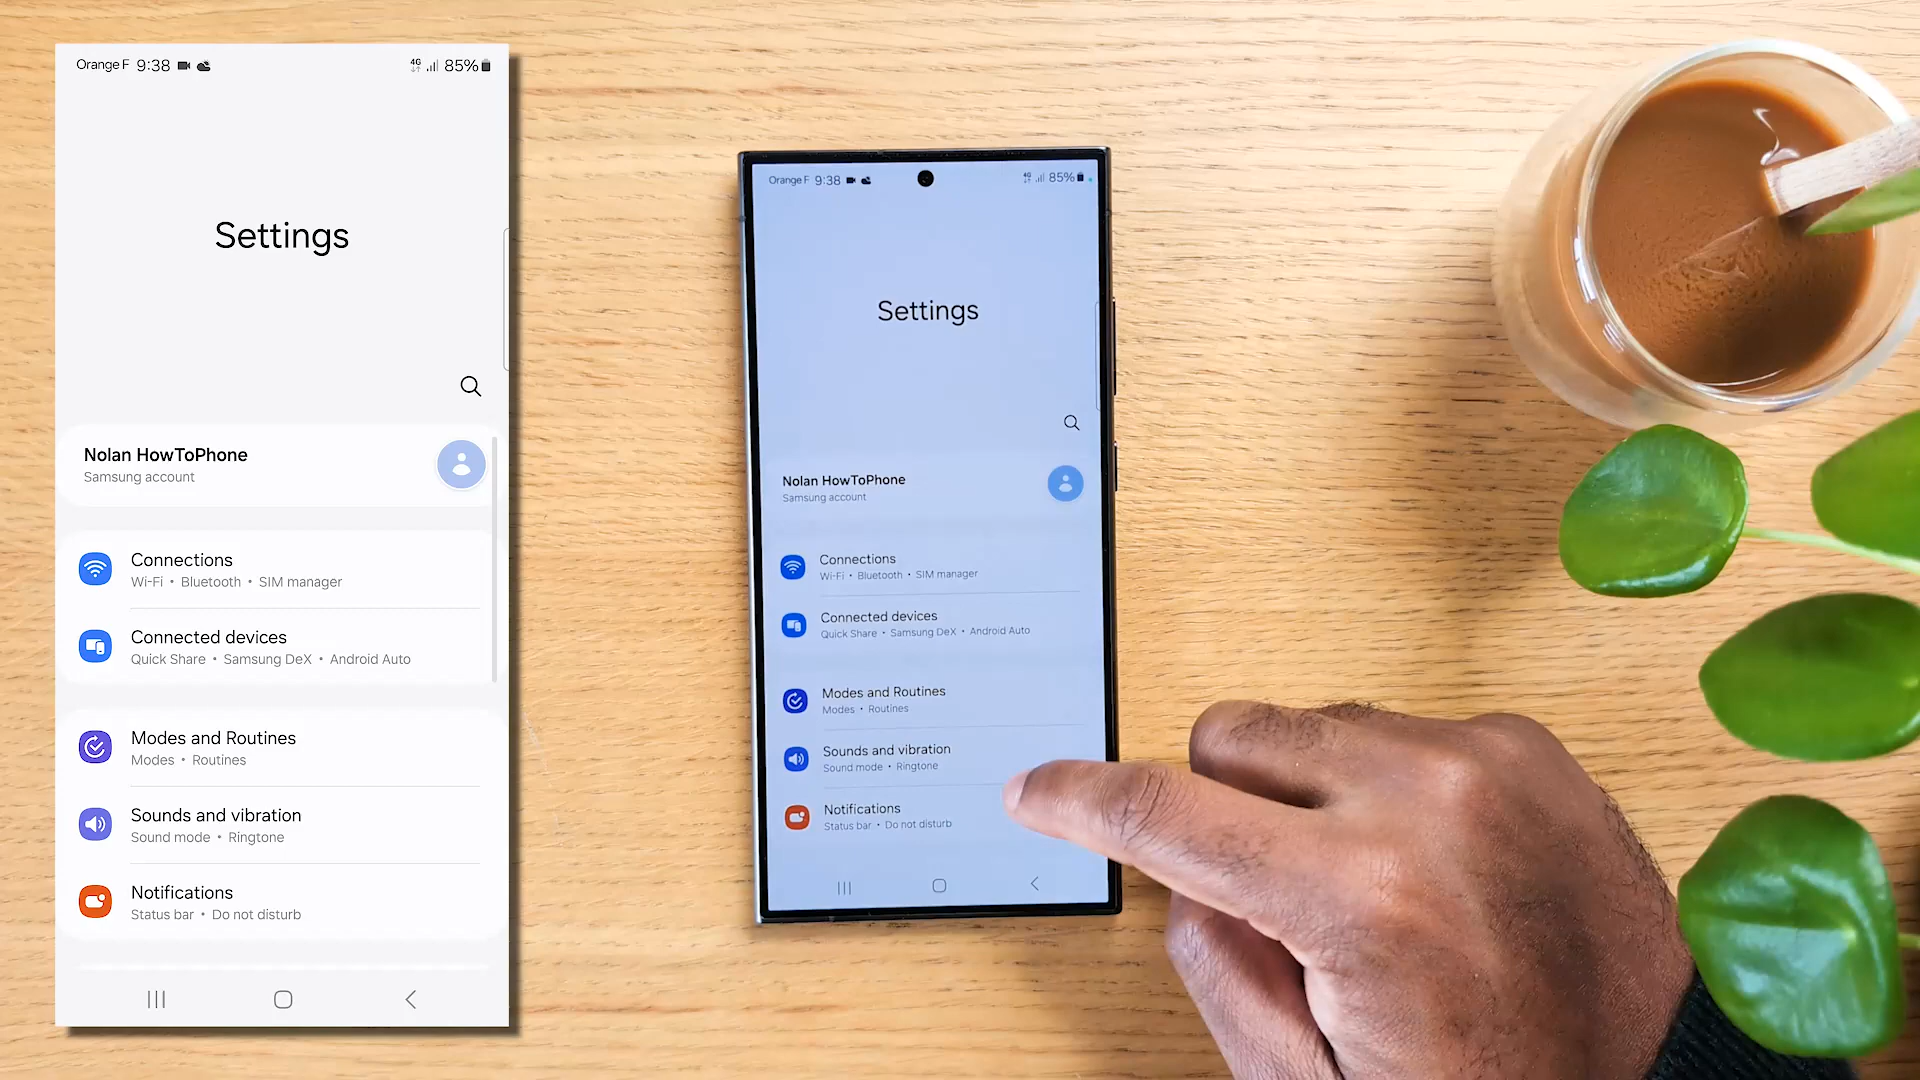 Orange F 9:38
4G 85%
Settings
Nolan HowToPhone
Samsung account
Connections
Wi-Fi • Bluetooth • SIM manager
Connected devices
Quick Share • Samsung DeX • Android Auto
Modes and Routines
Modes • Routines
Sounds and vibration
Sound mode • Ringtone
Notifications
Status bar • Do not disturb
Orange F 9:38
4G 85%
Settings
Nolan HowToPhone
Samsung account
Connections
Wi-Fi • Bluetooth • SIM manager
Connected devices
Quick Share • Samsung DeX • Android Auto
Modes and Routines
Modes • Routines
Sounds and vibration
Sound mode • Ringtone
Notifications
Status bar • Do not disturb